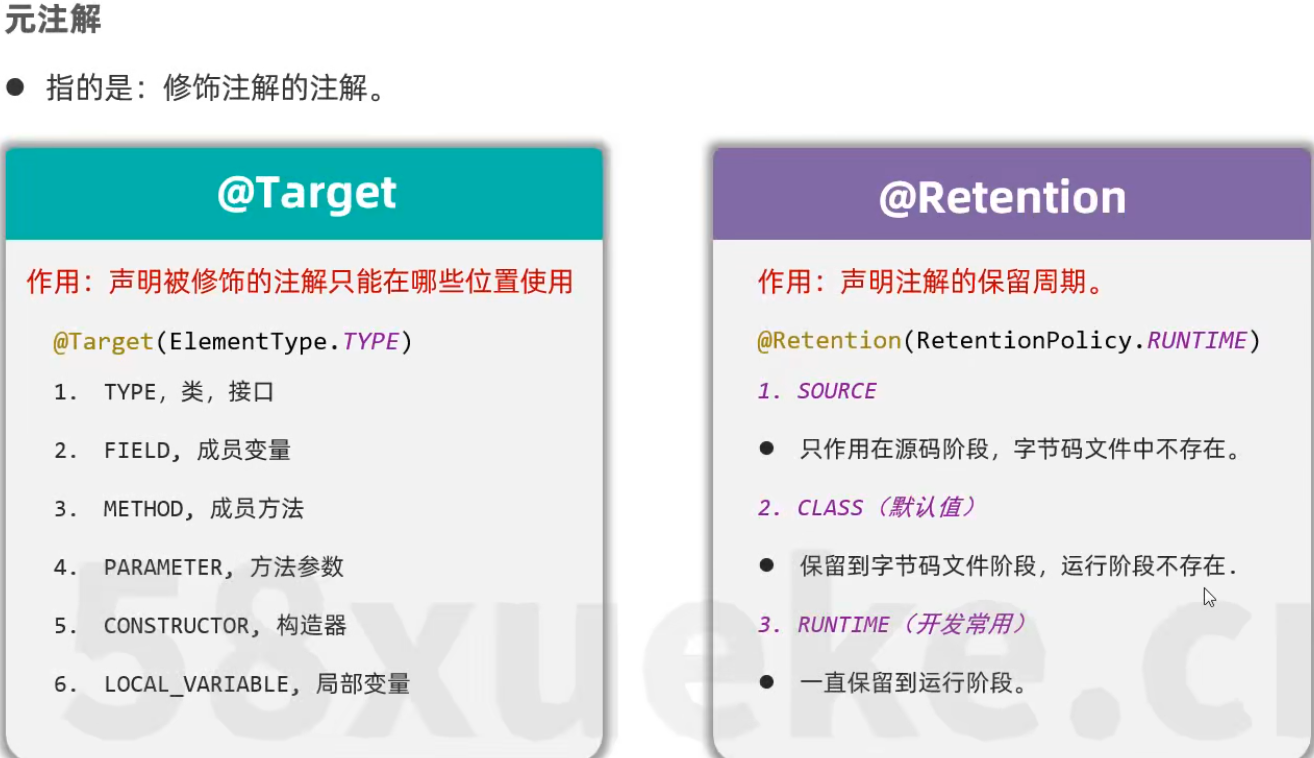 元注解
● 指的是：修饰注解的注解。
@Target
作用：声明被修饰的注解只能在哪些位置使用
@Target(ElementType.TYPE)
1. TYPE，类，接口
2. FIELD, 成员变量
3. METHOD, 成员方法
4. PARAMETER, 方法参数
5. CONSTRUCTOR, 构造器
6. LOCAL_VARIABLE, 局部变量
@Retention
作用：声明注解的保留周期。
@Retention(RetentionPolicy.RUNTIME)
1. SOURCE
● 只作用在源码阶段，字节码文件中不存在。
2. CLASS（默认值）
● 保留到字节码文件阶段，运行阶段不存在.
3. RUNTIME（开发常用）
● 一直保留到运行阶段。
58xueke.c